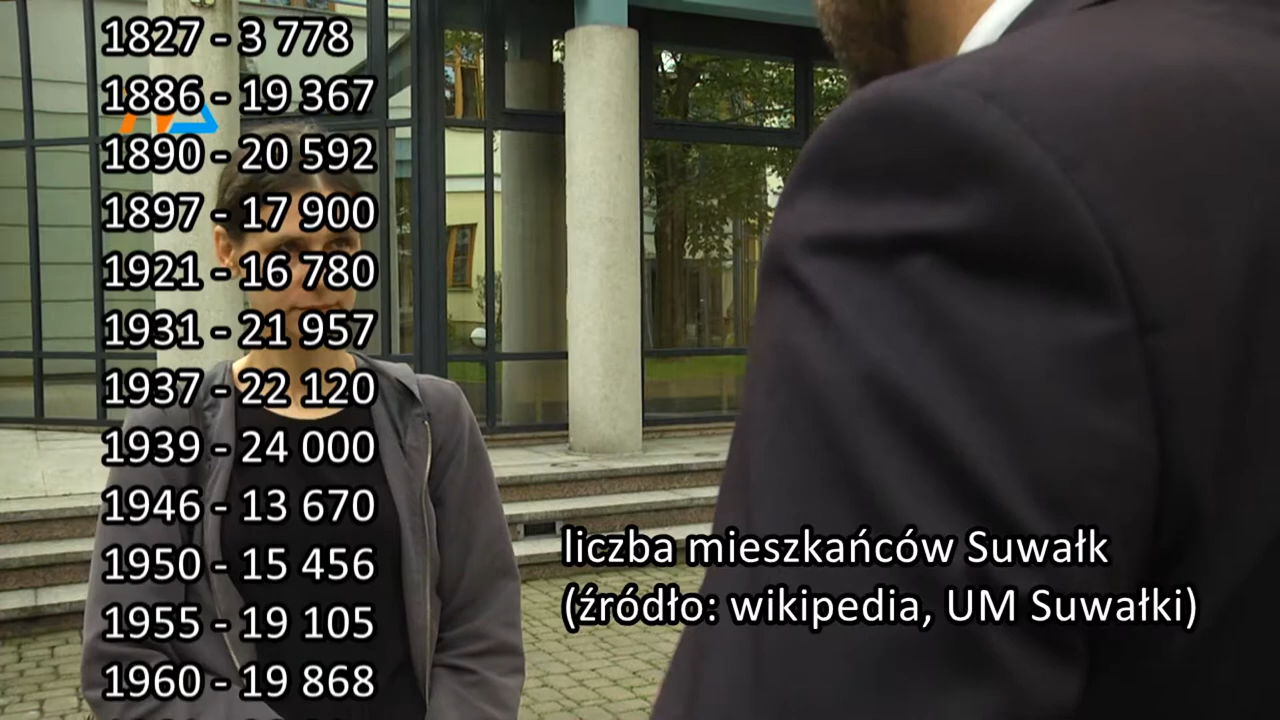 1827 - 3 778
1886 - 19 367
1890 - 20 592
1897 - 17 900
1921 - 16 780
1931 - 21 957
1937 - 22 120
1939 - 24 000
1946 - 13 670
1950 - 15 456
1955 - 19 105
1960 - 19 868
liczba mieszkańców Suwałk
(źródło: wikipedia, UM Suwałki)